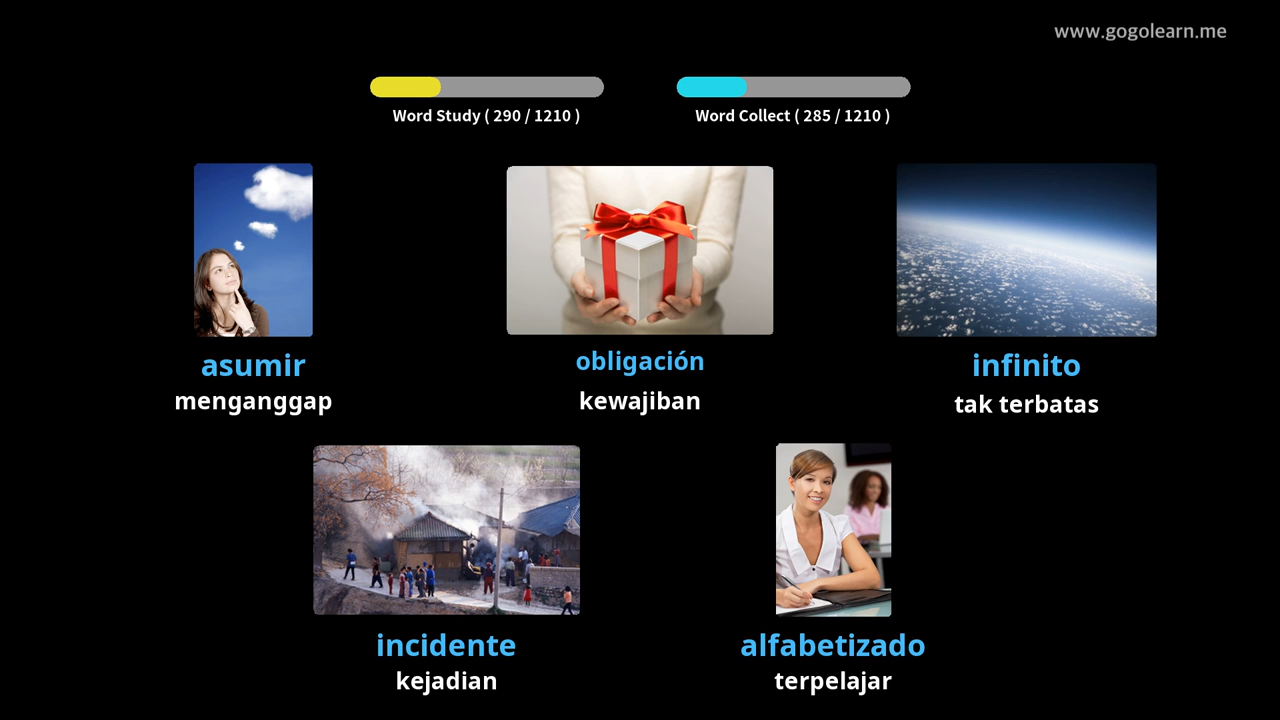 www.gogolearn.me
Word Study ( 290 / 1210 )
Word Collect ( 285 / 1210 )
asumir
menganggap
obligación
kewajiban
infinito
tak terbatas
incidente
kejadian
alfabetizado
terpelajar